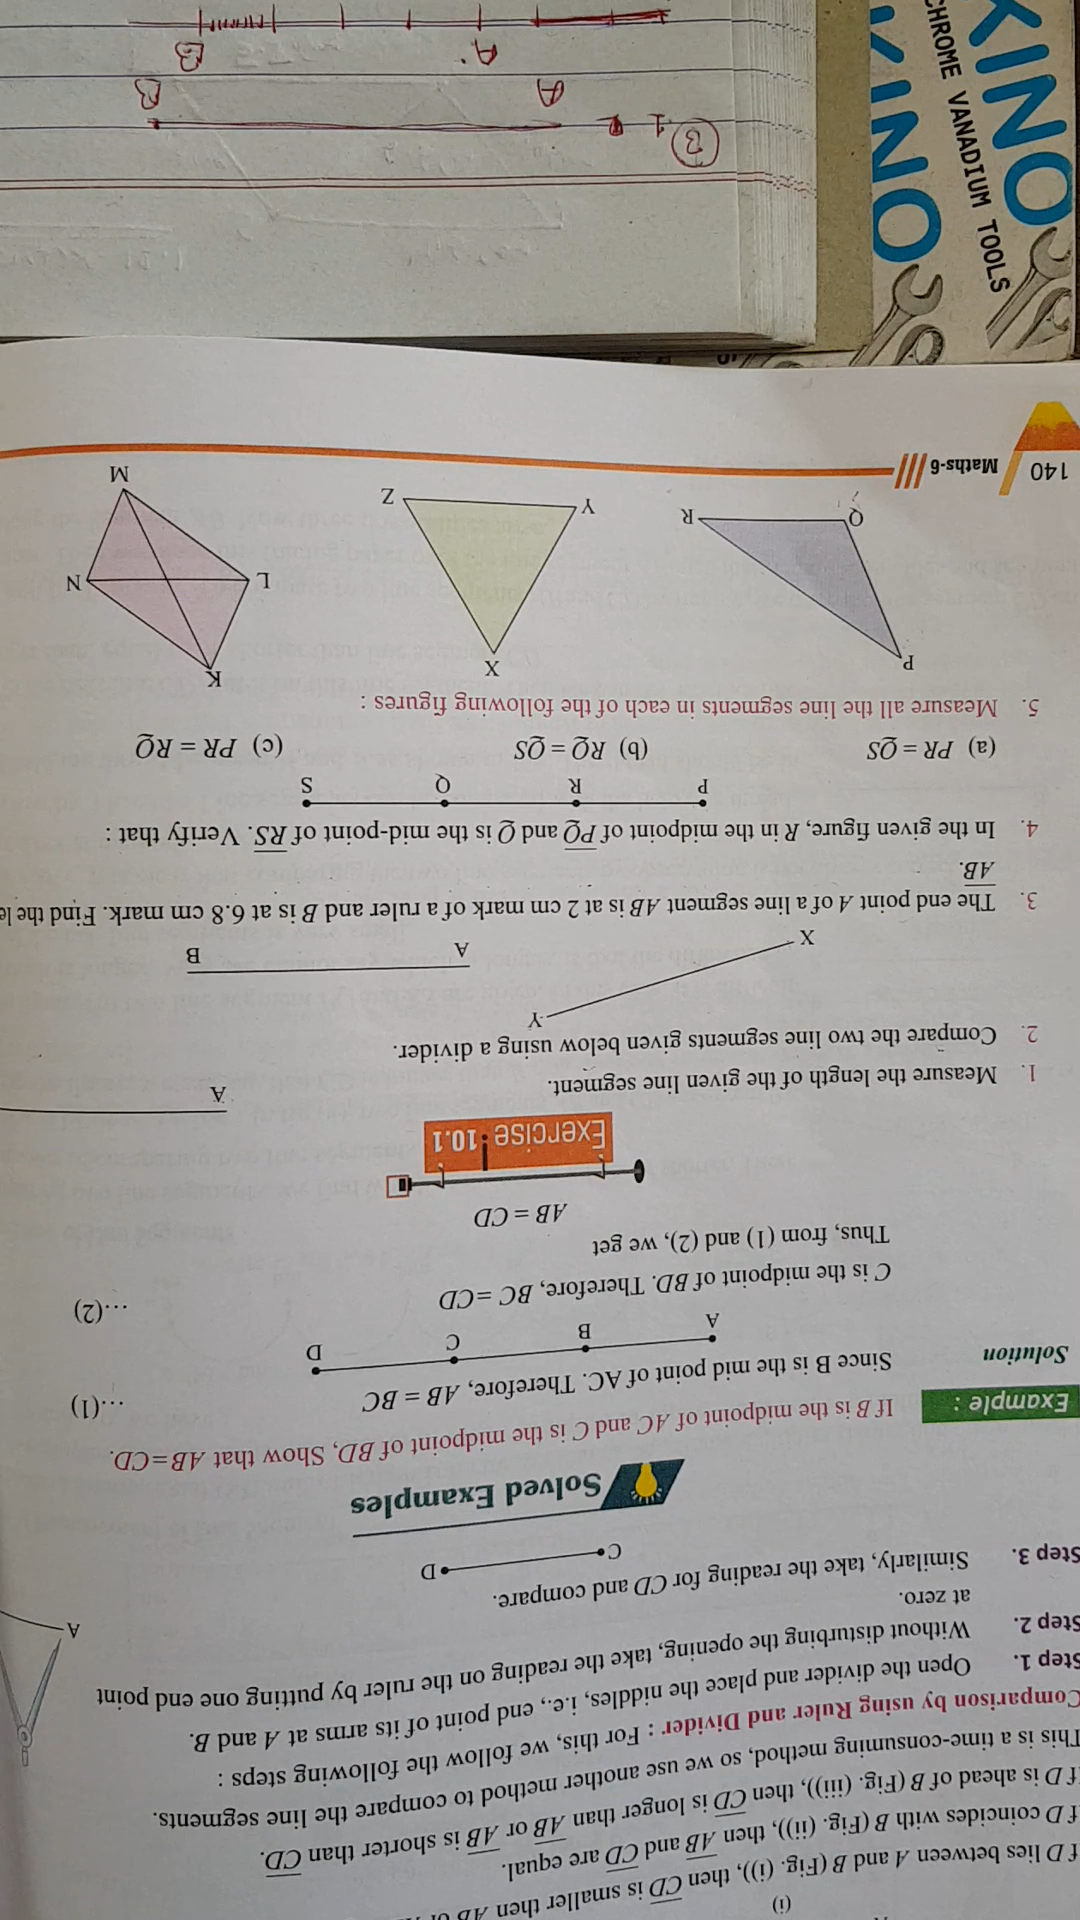 (i)
f D lies between A and B (Fig. (i)), then CD is smaller then AB or
f D coincides with B (Fig. (ii)), then AB and CD are equal.
f D is ahead of B (Fig. (iii)), then CD is longer than AB or AB is shorter than CD.
This is a time-consuming method, so we use another method to compare the line segments.
Comparison by using Ruler and Divider : For this, we follow the following steps :
Step 1. Open the divider and place the niddles, i.e., end point of its arms at A and B.
Step 2. Without disturbing the opening, take the reading on the ruler by putting one end point
at zero.
A
Step 3. Similarly, take the reading for CD and compare.
C D
Solved Examples
Example : If B is the midpoint of AC and C is the midpoint of BD, Show that AB=CD.
Solution Since B is the mid point of AC. Therefore, AB = BC ...(1)
A B C D
C is the midpoint of BD. Therefore, BC =CD ...(2)
Thus, from (1) and (2), we get
AB = CD
Exercise 10.1
1. Measure the length of the given line segment.
A
2. Compare the two line segments given below using a divider.
X Y A B
3. The end point A of a line segment AB is at 2 cm mark of a ruler and B is at 6.8 cm mark. Find the le
AB.
4. In the given figure, R in the midpoint of PQ and Q is the mid-point of RS. Verify that :
P R Q S
(a) PR = QS (b) RQ = QS (c) PR = RQ
5. Measure all the line segments in each of the following figures :
P Q R
X Y Z
K L M N
140 Maths-6
KINO
CHROME VANADIUM TOOLS
KINO
3 1
A B
A B